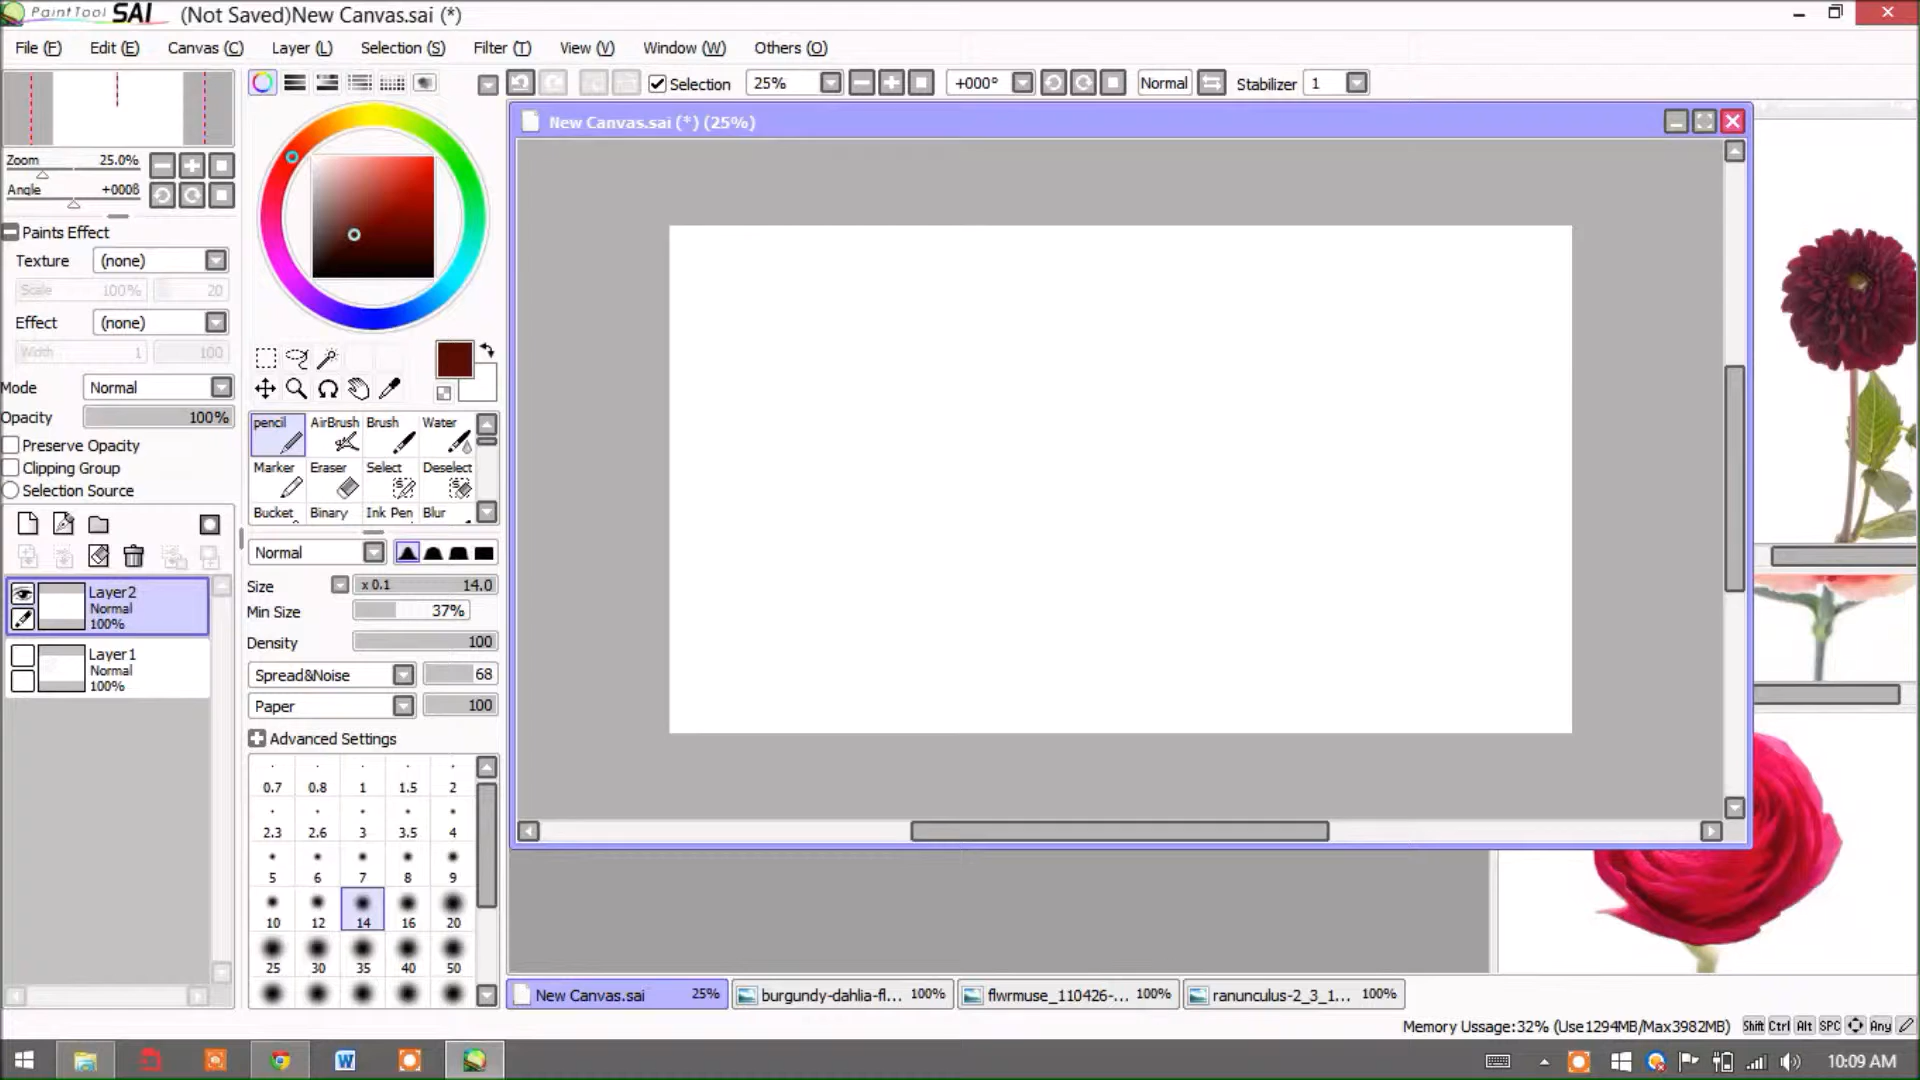 PaintTool SAI (Not Saved)New Canvas.sai (*)
File (F) Edit (E) Canvas (C) Layer (L) Selection (S) Filter (T) View (V) Window (W) Others (O)
Selection 25% +000° Normal Stabilizer 1
New Canvas.sai (*) (25%)
Zoom 25.0%
Angle +000ß
Paints Effect
Texture (none)
Scale 100% 20
Effect (none)
Width 1 100
Mode Normal
Opacity 100%
Preserve Opacity
Clipping Group
Selection Source
Layer2
Normal
100%
Layer1
Normal
100%
pencil AirBrush Brush Water
Marker Eraser Select Deselect
Bucket Binary Ink Pen Blur
Normal
Size x 0.1 14.0
Min Size 37%
Density 100
Spread&Noise 68
Paper 100
Advanced Settings
0.7 0.8 1 1.5 2
2.3 2.6 3 3.5 4
5 6 7 8 9
10 12 14 16 20
25 30 35 40 50
New Canvas.sai 25% burgundy-dahlia-fl... 100% flwrmuse_110426-... 100% ranunculus-2_3_1... 100%
Memory Ussage:32% (Use1294MB/Max3982MB) Shift Ctrl Alt SPC Any
10:09 AM